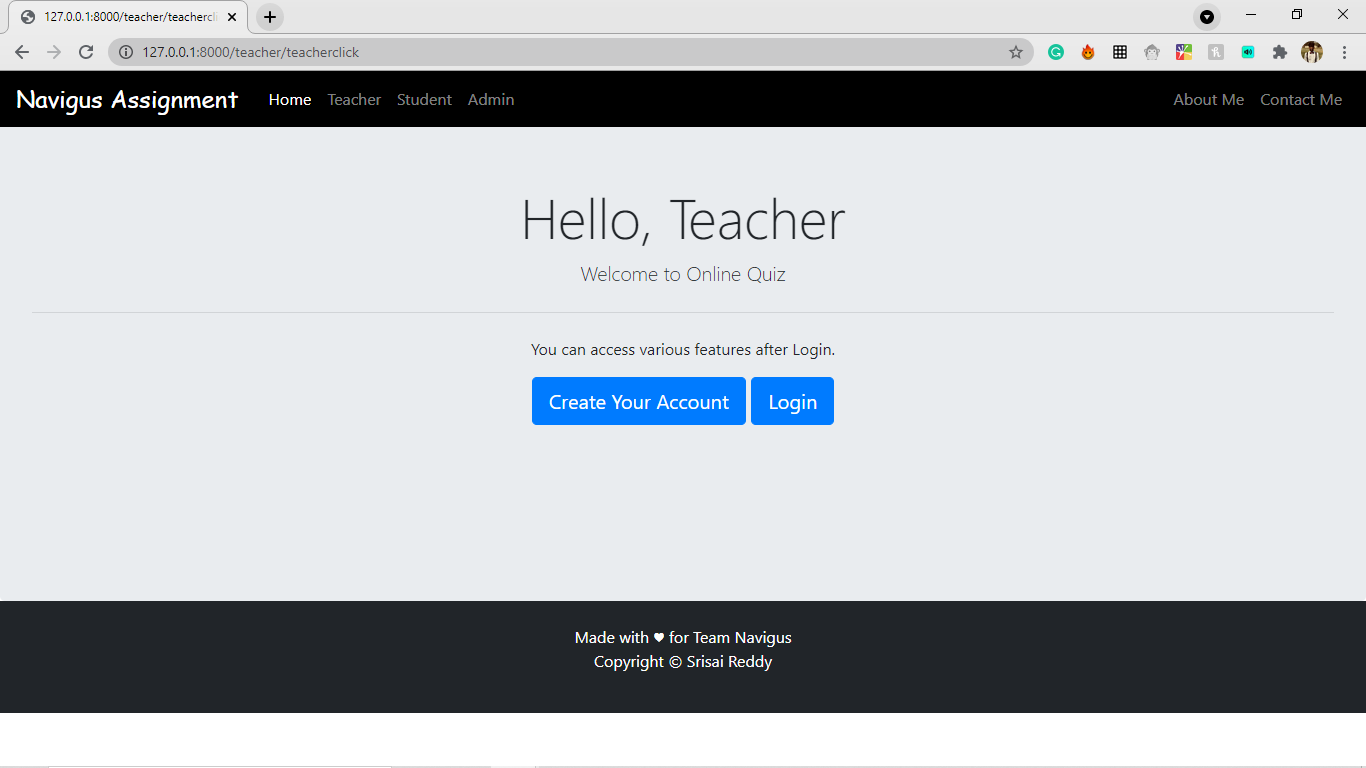 127.0.0.1:8000/teacher/teachercli
127.0.0.1:8000/teacher/teacherclick
Navigus Assignment Home Teacher Student Admin About Me Contact Me
Hello, Teacher
Welcome to Online Quiz
You can access various features after Login.
Create Your Account Login
Made with ♥ for Team Navigus
Copyright © Srisai Reddy